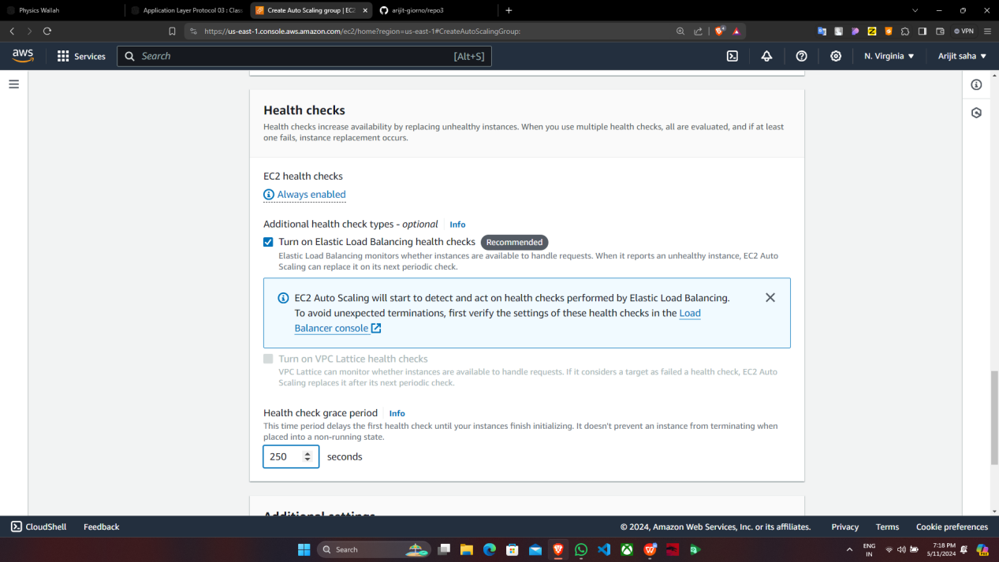 Physics Wallah
Application Layer Protocol 03 : Clas
Create Auto Scaling group | EC2
arijit-giorno/repo3
https://us-east-1.console.aws.amazon.com/ec2/home?region=us-east-1#CreateAutoScalingGroup:
VPN
aws
Services
Search
[Alt+S]
N. Virginia
Arijit saha
Health checks
Health checks increase availability by replacing unhealthy instances. When you use multiple health checks, all are evaluated, and if at least
one fails, instance replacement occurs.
EC2 health checks
Always enabled
Additional health check types - optional
Info
Turn on Elastic Load Balancing health checks
Recommended
Elastic Load Balancing monitors whether instances are available to handle requests. When it reports an unhealthy instance, EC2 Auto
Scaling can replace it on its next periodic check.
EC2 Auto Scaling will start to detect and act on health checks performed by Elastic Load Balancing.
To avoid unexpected terminations, first verify the settings of these health checks in the Load
Balancer console
Turn on VPC Lattice health checks
VPC Lattice can monitor whether instances are available to handle requests. If it considers a target as failed a health check, EC2 Auto
Scaling replaces it after its next periodic check.
Health check grace period
Info
This time period delays the first health check until your instances finish initializing. It doesn't prevent an instance from terminating when
placed into a non-running state.
250
seconds
Additional settings
CloudShell
Feedback
© 2024, Amazon Web Services, Inc. or its affiliates.
Privacy
Terms
Cookie preferences
Search
ENG
IN
7:18 PM
5/11/2024